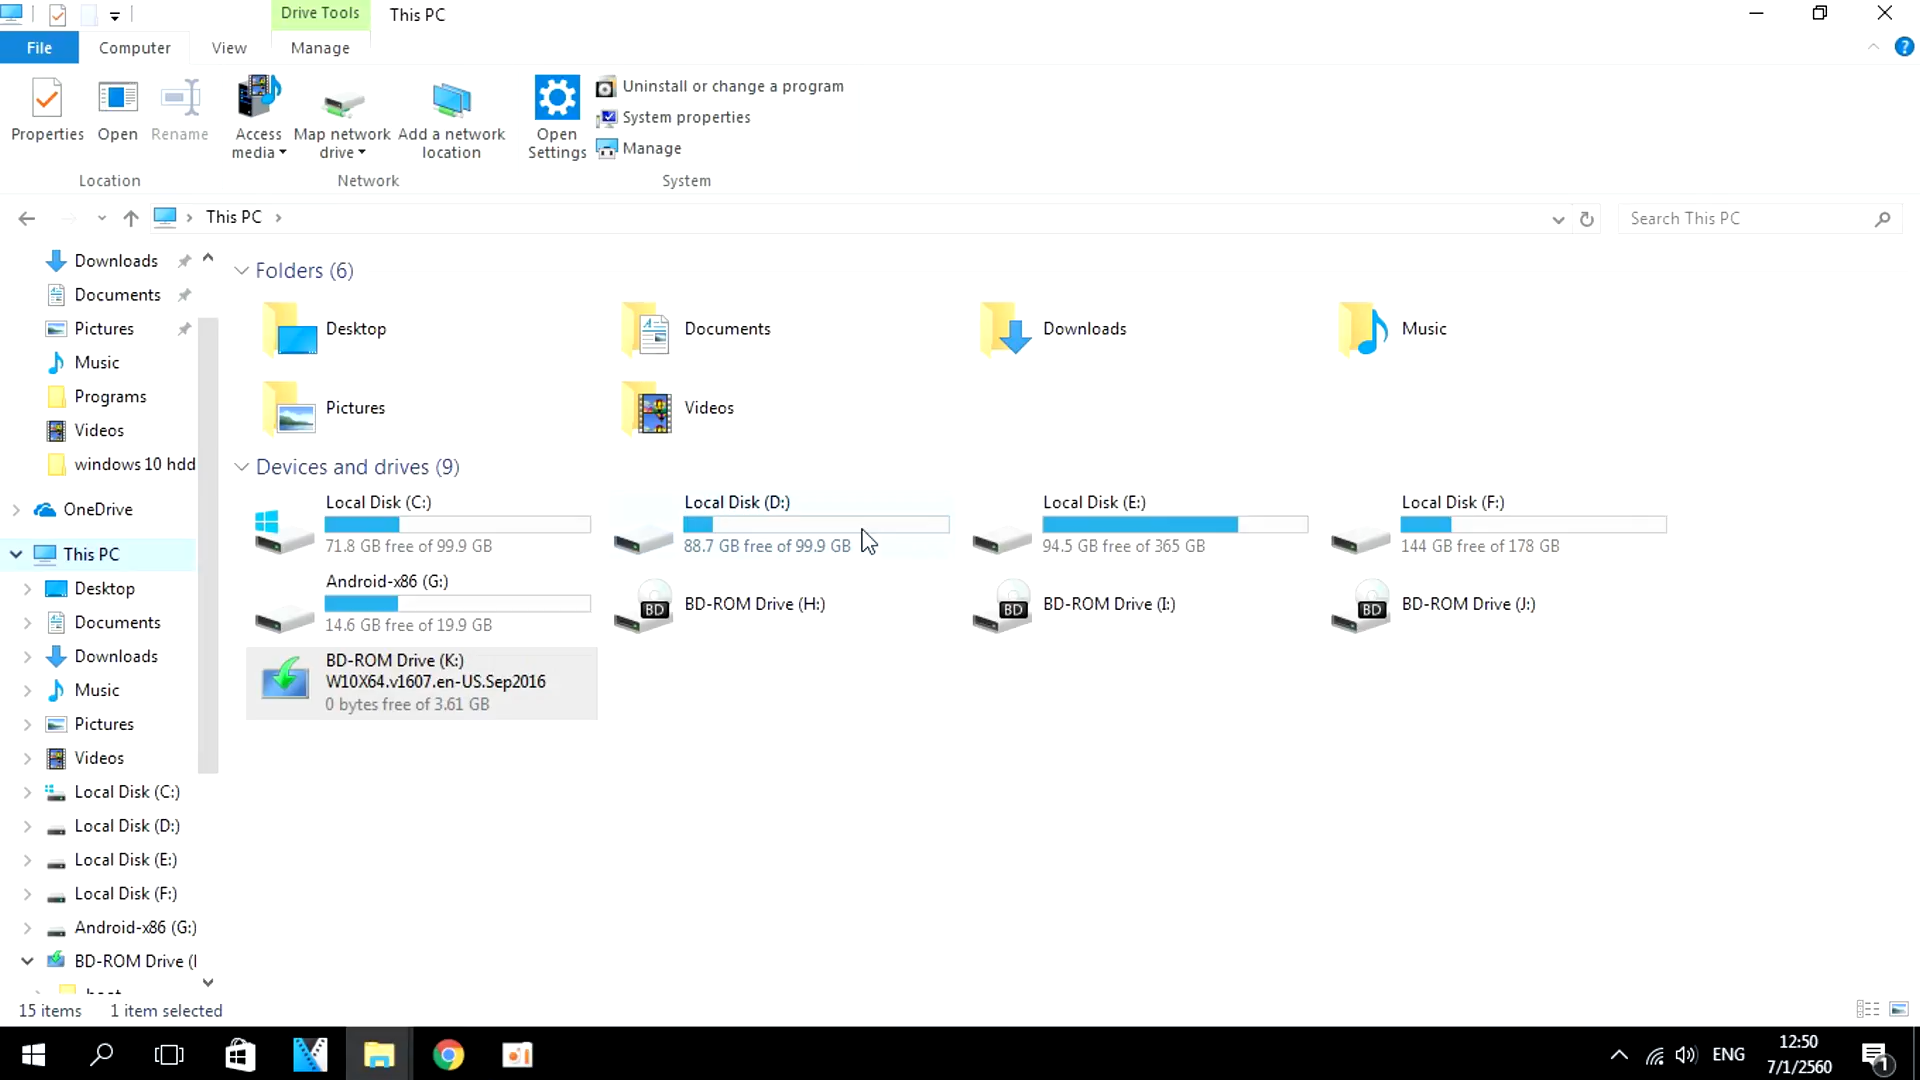 Drive Tools
This PC
File
Computer
View
Manage
Properties
Open
Rename
Access
media
Map network
drive
Add a network
location
Open
Settings
Uninstall or change a program
System properties
Manage
Location
Network
System
This PC
Search This PC
Downloads
Documents
Pictures
Music
Programs
Videos
windows 10 hdd
OneDrive
This PC
Desktop
Documents
Downloads
Music
Pictures
Videos
Local Disk (C:)
Local Disk (D:)
Local Disk (E:)
Local Disk (F:)
Android-x86 (G:)
BD-ROM Drive (
Folders (6)
Desktop
Documents
Downloads
Music
Pictures
Videos
Devices and drives (9)
Local Disk (C:)
71.8 GB free of 99.9 GB
Local Disk (D:)
88.7 GB free of 99.9 GB
Local Disk (E:)
94.5 GB free of 365 GB
Local Disk (F:)
144 GB free of 178 GB
Android-x86 (G:)
14.6 GB free of 19.9 GB
BD
BD-ROM Drive (H:)
BD
BD-ROM Drive (I:)
BD
BD-ROM Drive (J:)
BD-ROM Drive (K:)
W10X64.v1607.en-US.Sep2016
0 bytes free of 3.61 GB
15 items
1 item selected
ENG
12:50
7/1/2560
1